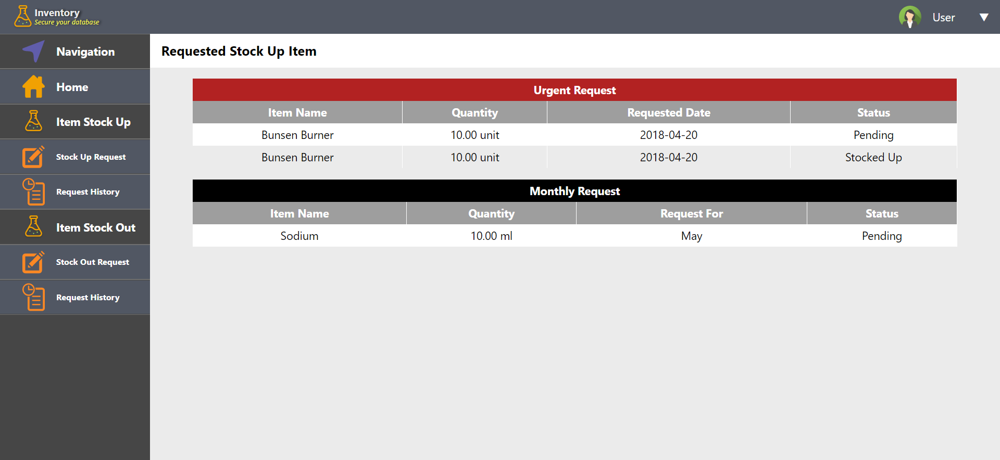 Inventory
Secure your database
User
Navigation
Home
Item Stock Up
Stock Up Request
Request History
Item Stock Out
Stock Out Request
Request History
Requested Stock Up Item
Urgent Request
Item Name Quantity Requested Date Status
Bunsen Burner 10.00 unit 2018-04-20 Pending
Bunsen Burner 10.00 unit 2018-04-20 Stocked Up
Monthly Request
Item Name Quantity Request For Status
Sodium 10.00 ml May Pending